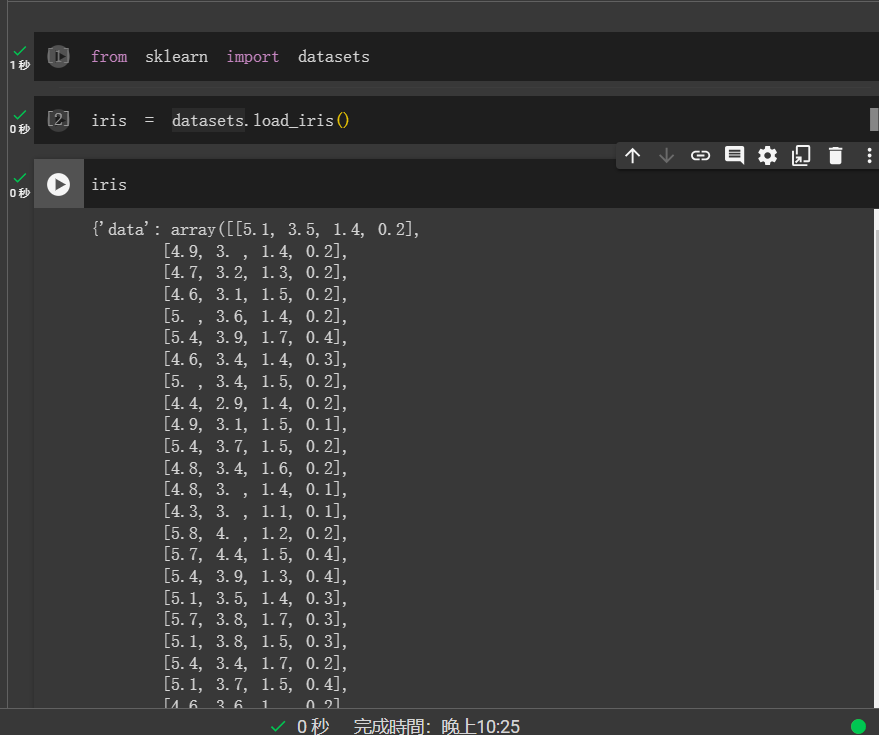 1 秒
[1]
from sklearn import datasets
0 秒
[2]
iris = datasets.load_iris()
0 秒
iris
{'data': array([[5.1, 3.5, 1.4, 0.2],
[4.9, 3. , 1.4, 0.2],
[4.7, 3.2, 1.3, 0.2],
[4.6, 3.1, 1.5, 0.2],
[5. , 3.6, 1.4, 0.2],
[5.4, 3.9, 1.7, 0.4],
[4.6, 3.4, 1.4, 0.3],
[5. , 3.4, 1.5, 0.2],
[4.4, 2.9, 1.4, 0.2],
[4.9, 3.1, 1.5, 0.1],
[5.4, 3.7, 1.5, 0.2],
[4.8, 3.4, 1.6, 0.2],
[4.8, 3. , 1.4, 0.1],
[4.3, 3. , 1.1, 0.1],
[5.8, 4. , 1.2, 0.2],
[5.7, 4.4, 1.5, 0.4],
[5.4, 3.9, 1.3, 0.4],
[5.1, 3.5, 1.4, 0.3],
[5.7, 3.8, 1.7, 0.3],
[5.1, 3.8, 1.5, 0.3],
[5.4, 3.4, 1.7, 0.2],
[5.1, 3.7, 1.5, 0.4],
[4.6, 3.6, 1. , 0.2],
0 秒 完成時間：晚上10:25